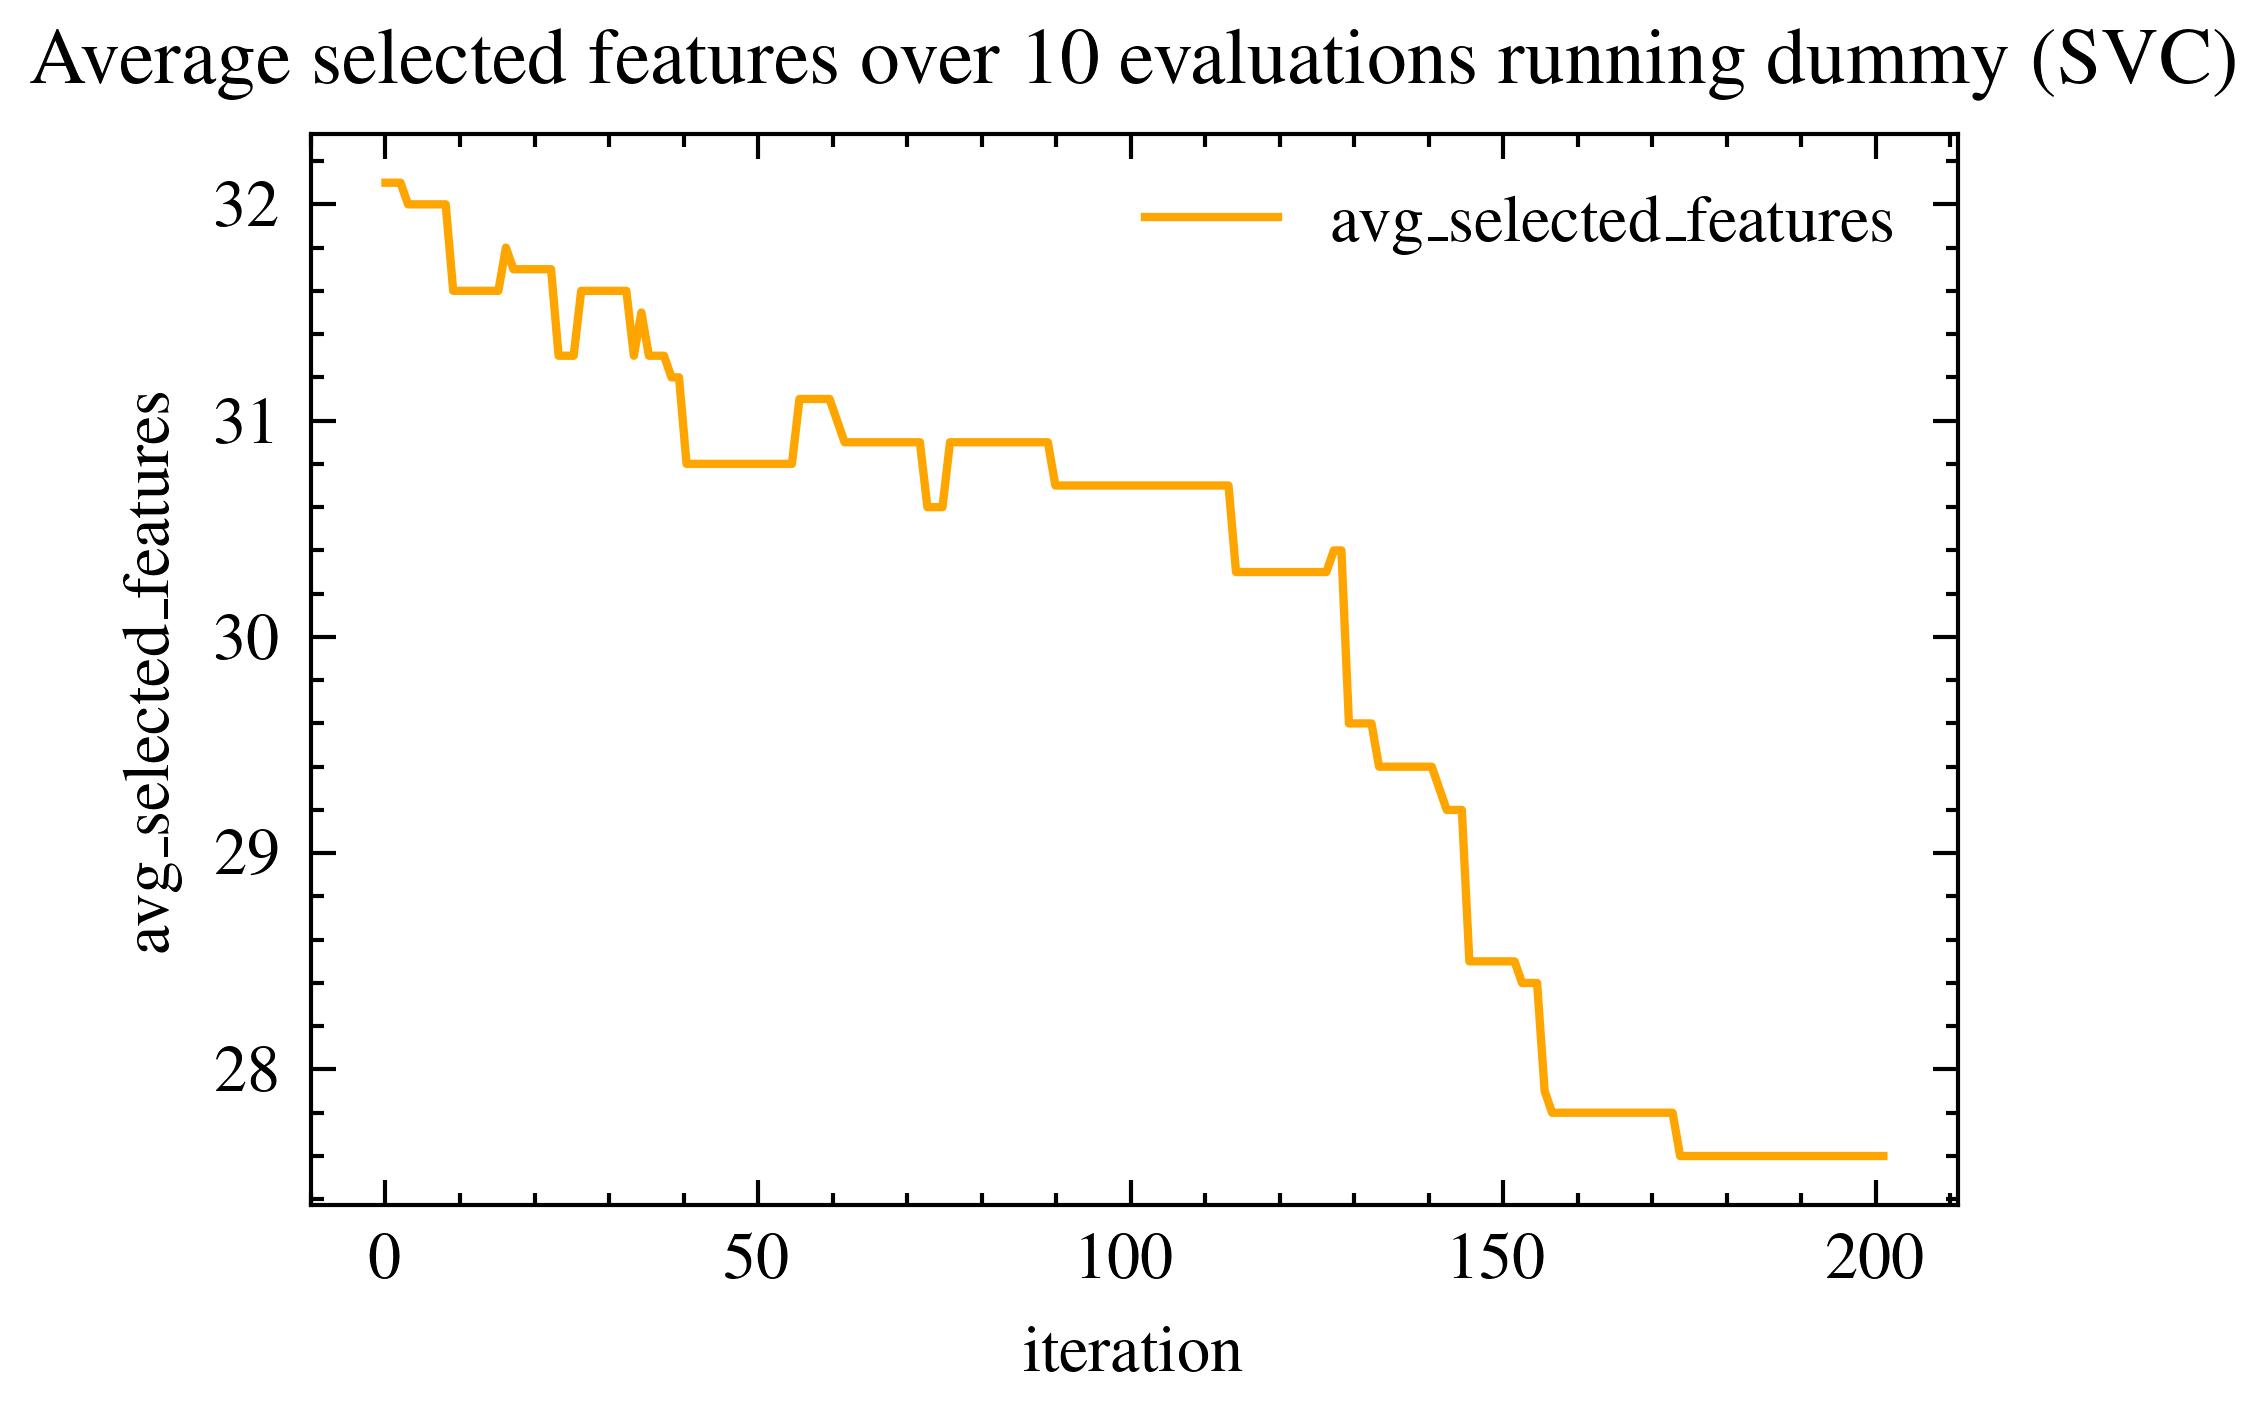 Average selected features over 10 evaluations running dummy (SVC)
avg_selected_features
avg_selected_features
32
31
30
29
28
0 50 100 150 200
iteration